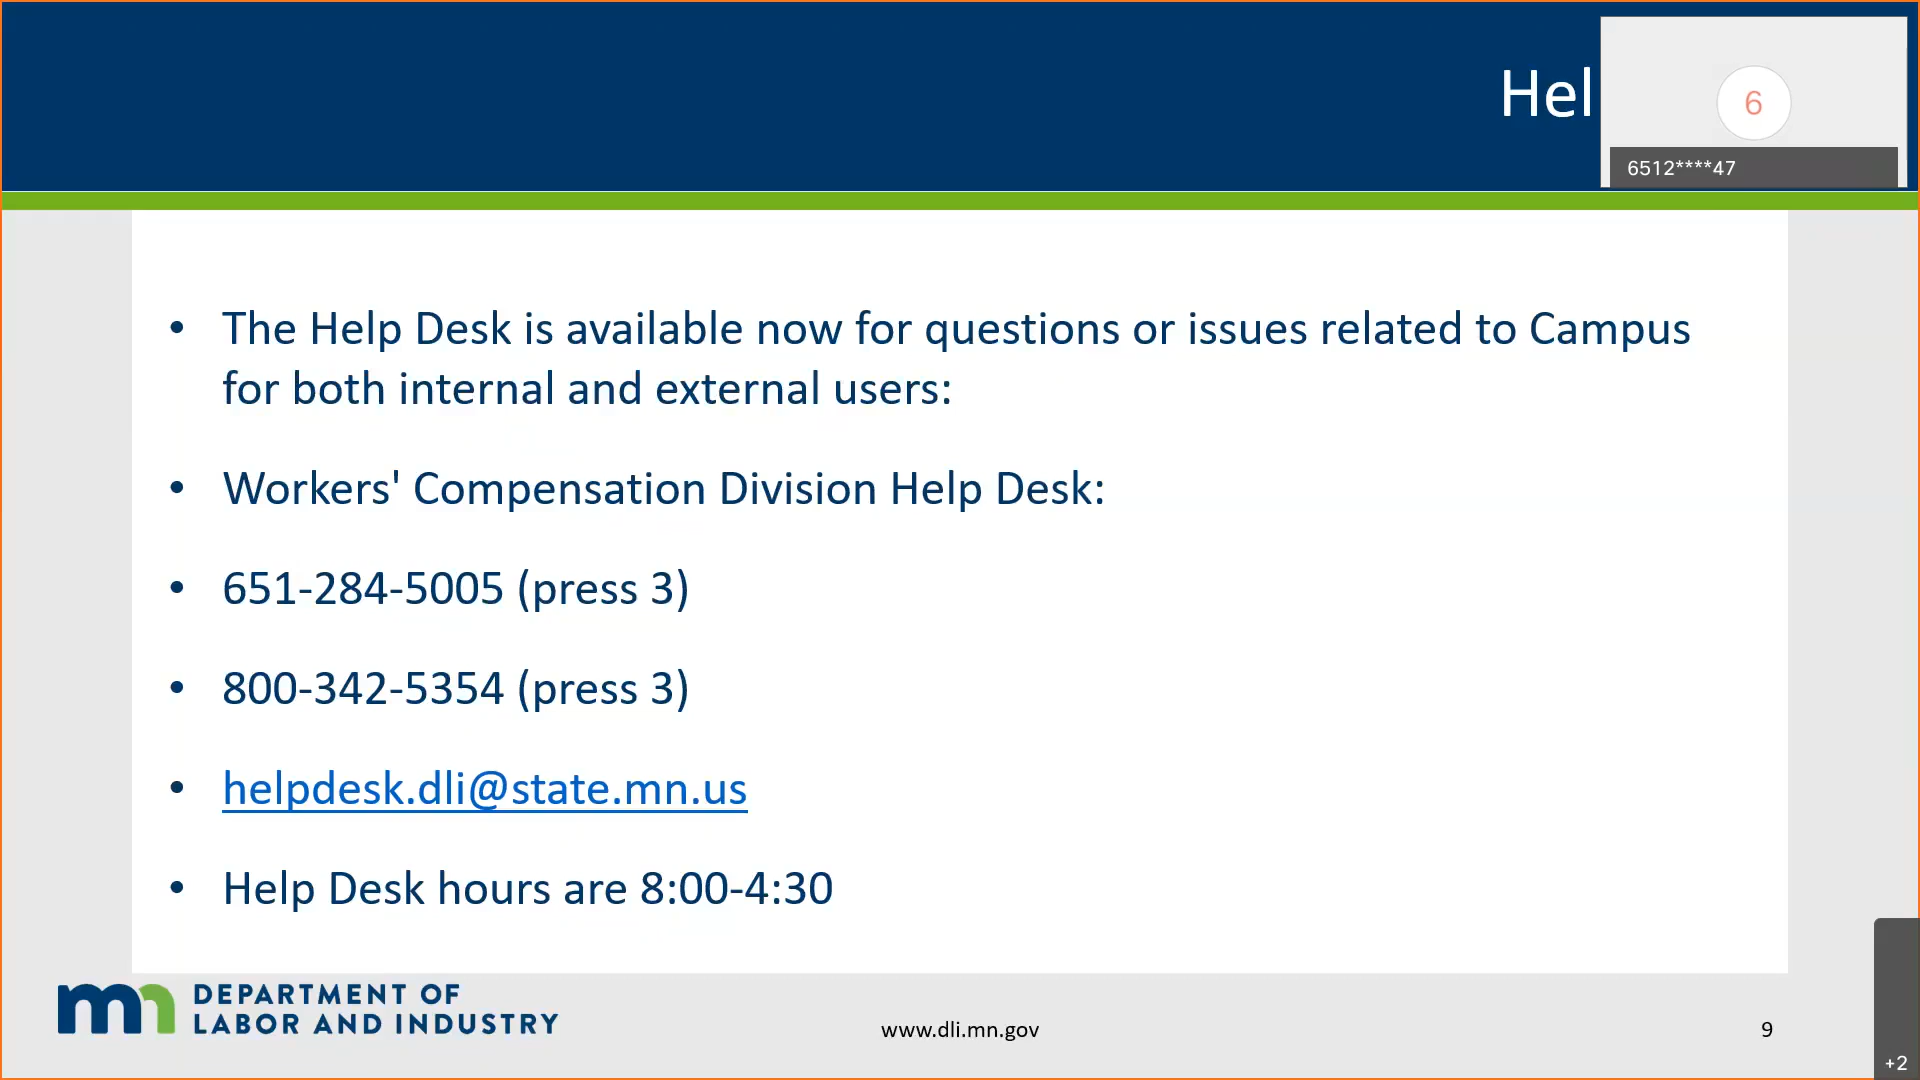 Hel
6
6512****47
• The Help Desk is available now for questions or issues related to Campus
for both internal and external users:
• Workers' Compensation Division Help Desk:
• 651-284-5005 (press 3)
• 800-342-5354 (press 3)
• helpdesk.dli@state.mn.us
• Help Desk hours are 8:00-4:30
mn DEPARTMENT OF
LABOR AND INDUSTRY
www.dli.mn.gov
9
+2